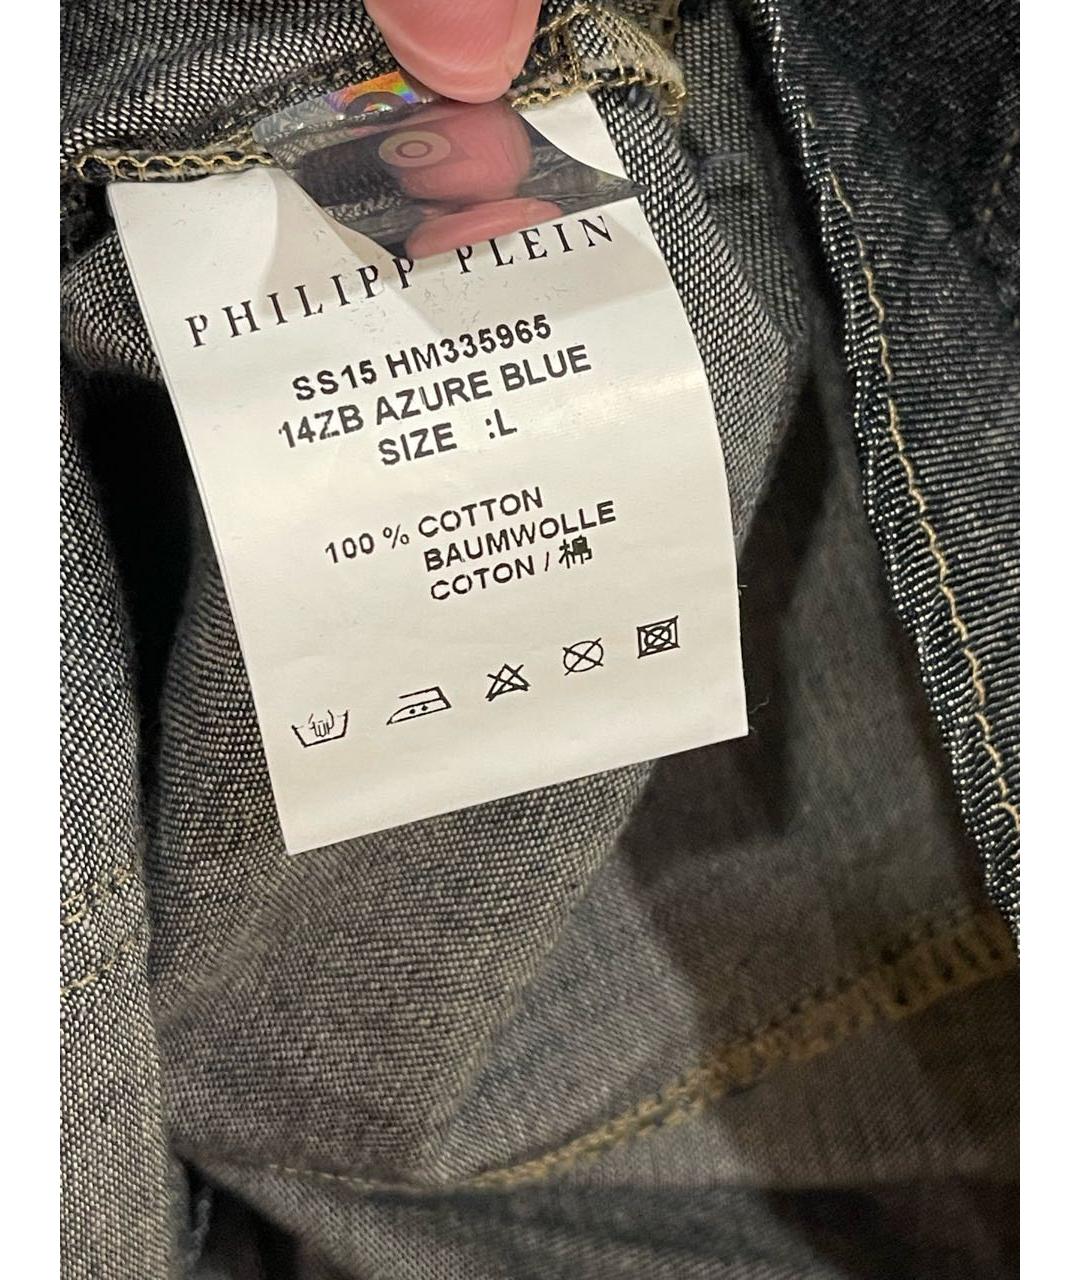 PHILIPP PLEIN
SS15 HM335965
14ZB AZURE BLUE
SIZE :L
100 % COTTON
BAUMWOLLE
COTON / 棉